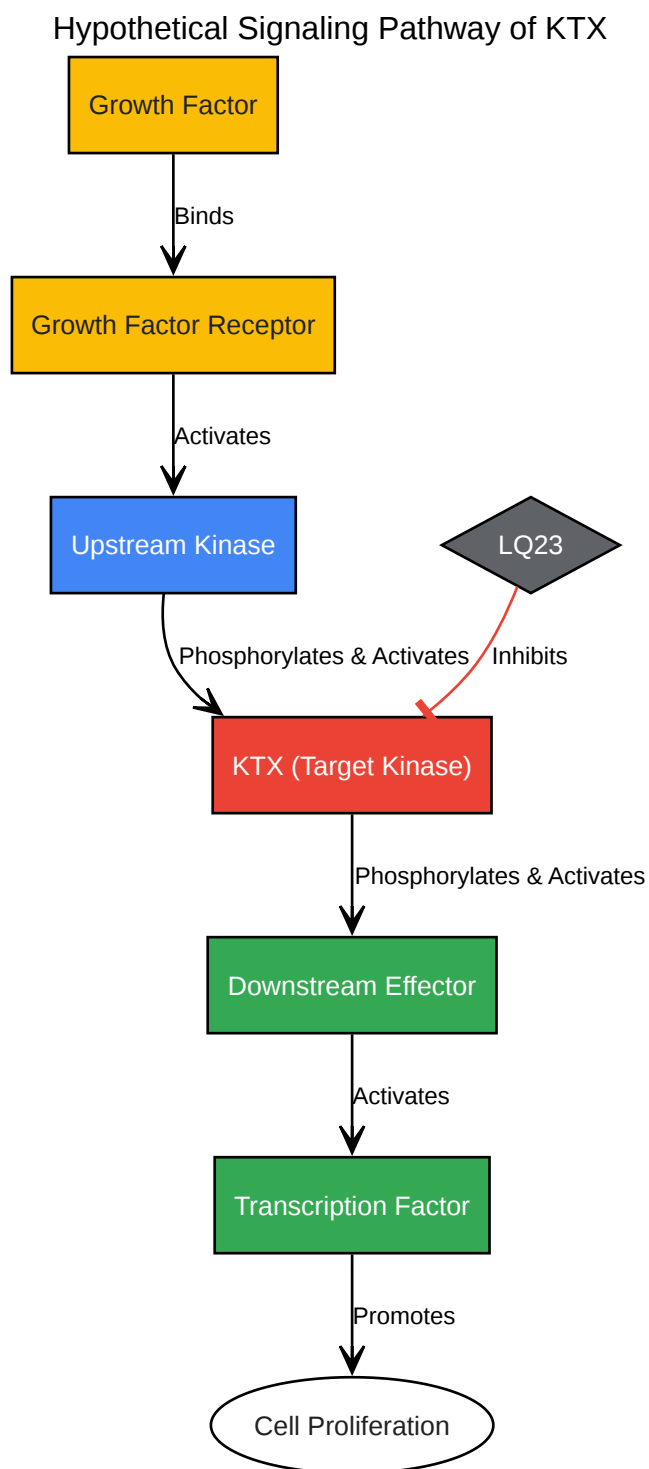 Hypothetical Signaling Pathway of KTX
Growth Factor
Binds
Growth Factor Receptor
Activates
Upstream Kinase
LQ23
Phosphorylates & Activates
Inhibits
KTX (Target Kinase)
Phosphorylates & Activates
Downstream Effector
Activates
Transcription Factor
Promotes
Cell Proliferation